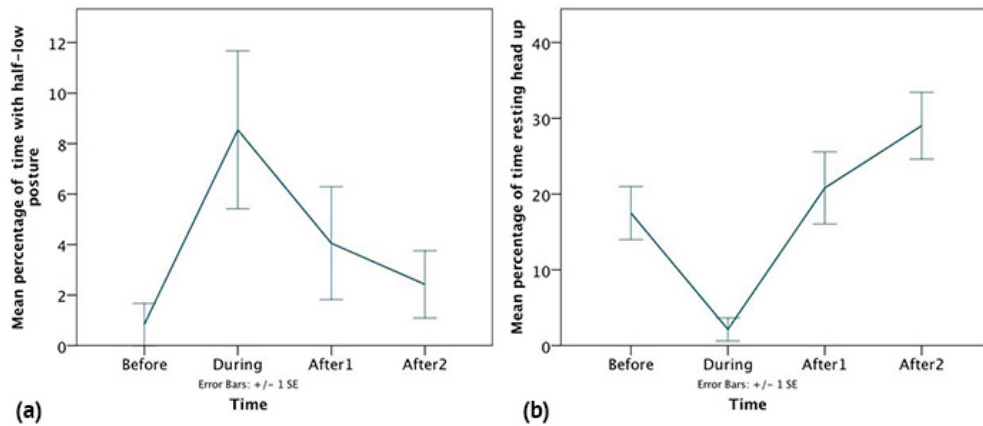 Mean percentage of time with half-low
posture
12
10
8
6
4
2
0
Before During After1 After2
Error Bars: +/- 1 SE
Time
(a)
Mean percentage of time resting head up
40
30
20
10
0
Before During After1 After2
Error Bars: +/- 1 SE
Time
(b)